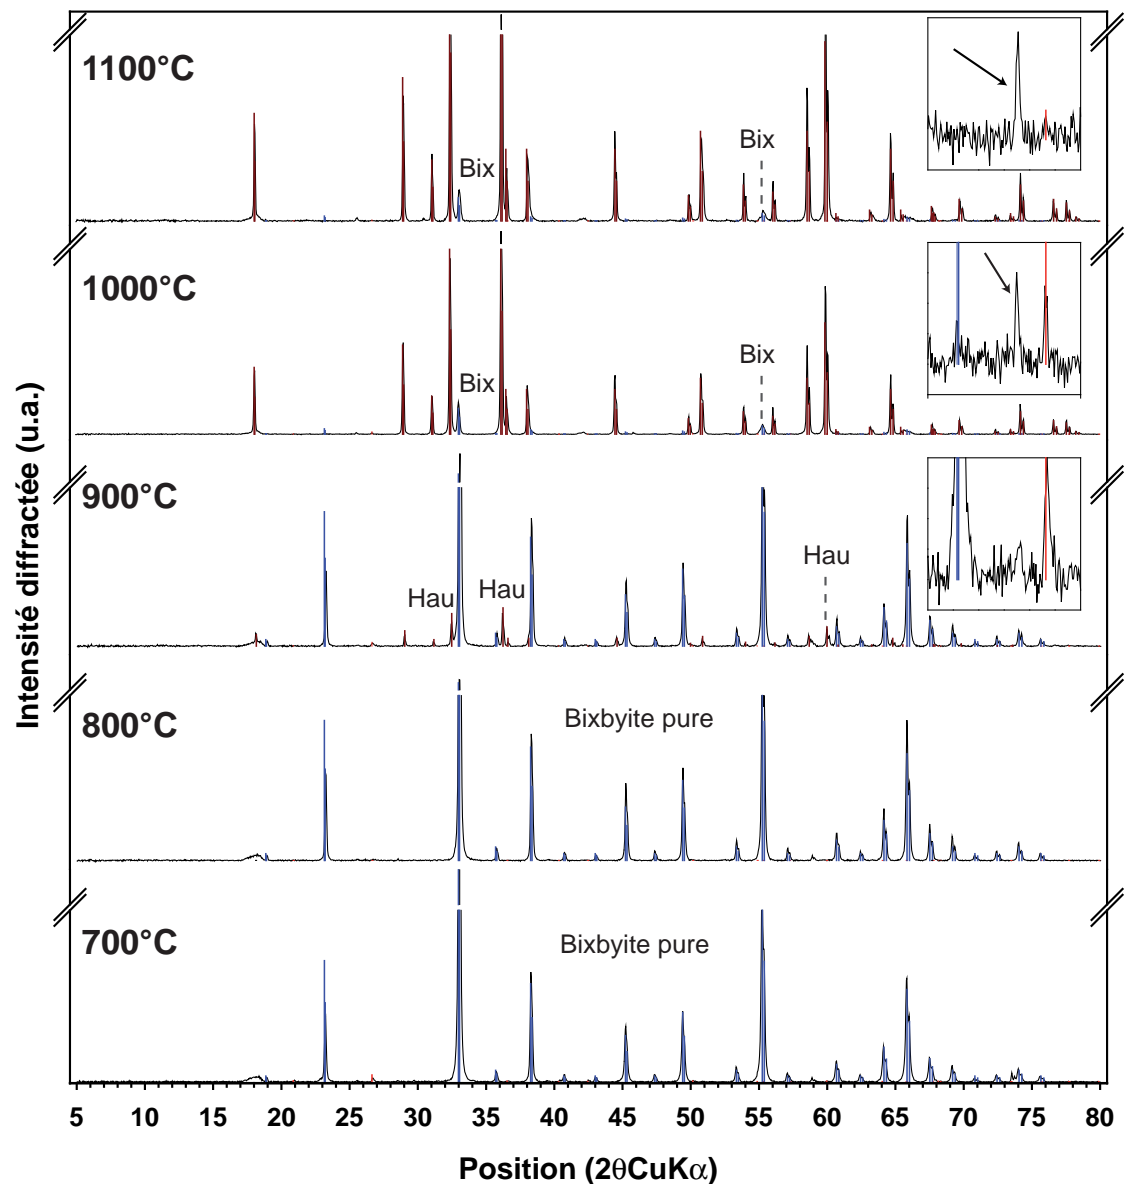 1100°C
Bix
Bix
1000°C
Bix
Bix
900°C
Hau
Hau
Hau
800°C
Bixbyite pure
700°C
Bixbyite pure
Intensité diffractée (u.a.)
5 10 15 20 25 30 35 40 45 50 55 60 65 70 75 80
Position (2θCuKα)